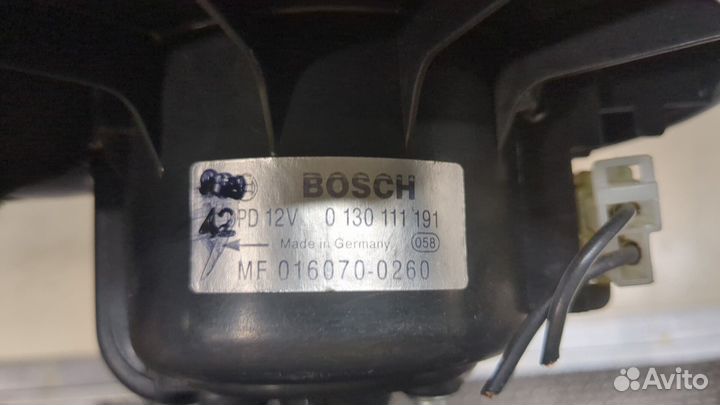 BOSCH
42
PD 12V 0 130 111 191
Made in Germany 058
MF 016070-0260
Avito